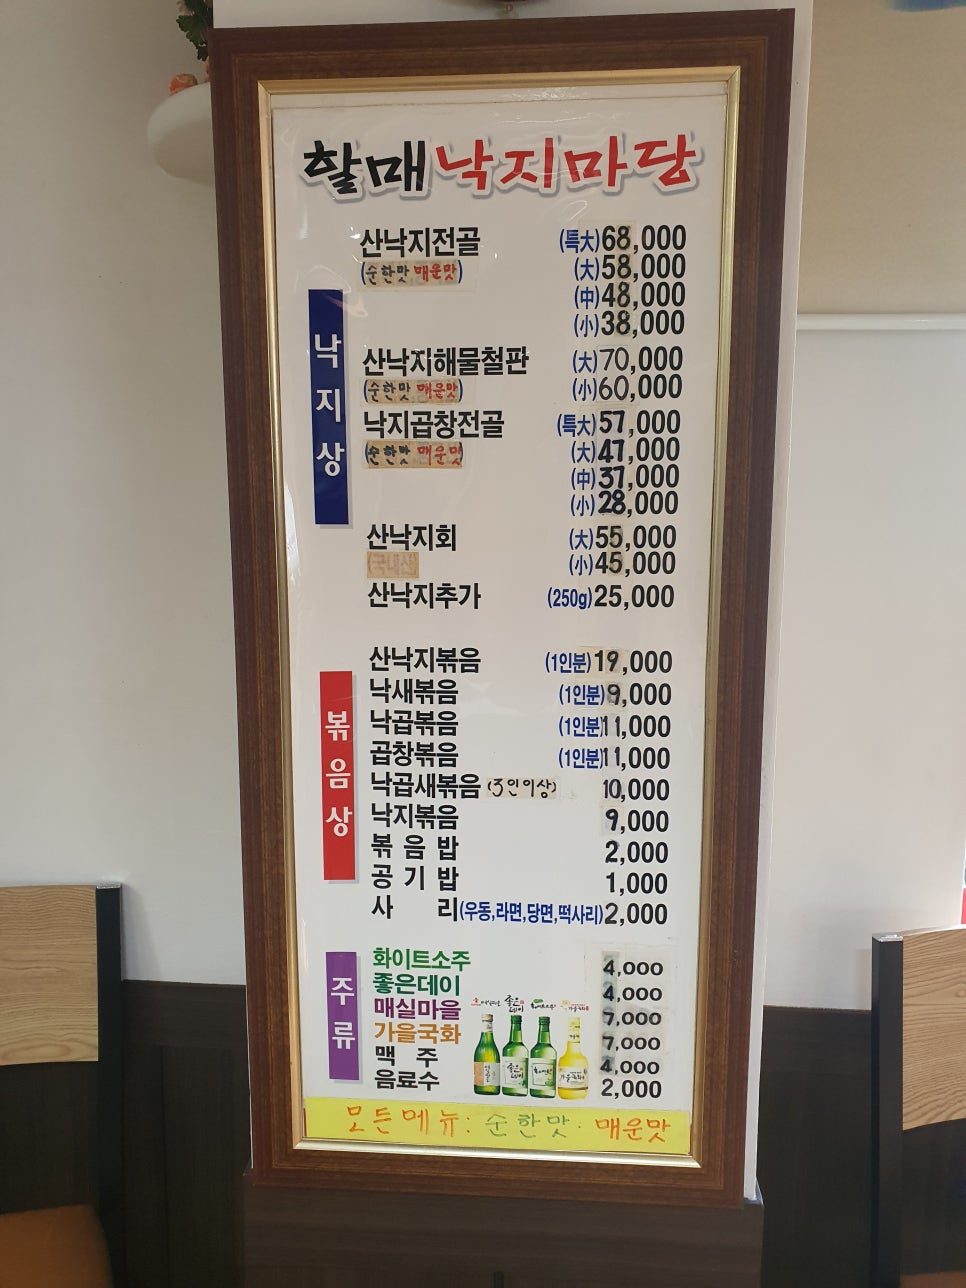 할매낙지마당
낙지상
산낙지전골 (特大)68,000
(순한맛 매운맛) (大)58,000
(中)48,000
(小)38,000
산낙지해물철판 (大)70,000
(순한맛 매운맛) (小)60,000
낙지곱창전골 (特大)57,000
(순한맛 매운맛) (大)47,000
(中)37,000
(小)28,000
산낙지회 (大)55,000
(小)45,000
산낙지추가 (250g)25,000
볶음상
산낙지볶음 (1인분)19,000
낙새볶음 (1인분)9,000
낙곱볶음 (1인분)11,000
곱창볶음 (1인분)11,000
낙곱새볶음 (3인이상) 10,000
낙지볶음 9,000
볶음밥 2,000
공기밥 1,000
사리(우동,라면,당면,떡사리)2,000
주류
화이트소주 4,000
좋은데이 4,000
매실마을 7,000
가을국화 7,000
맥주 4,000
음료수 2,000
좋은데이
모든메뉴: 순한맛· 매운맛